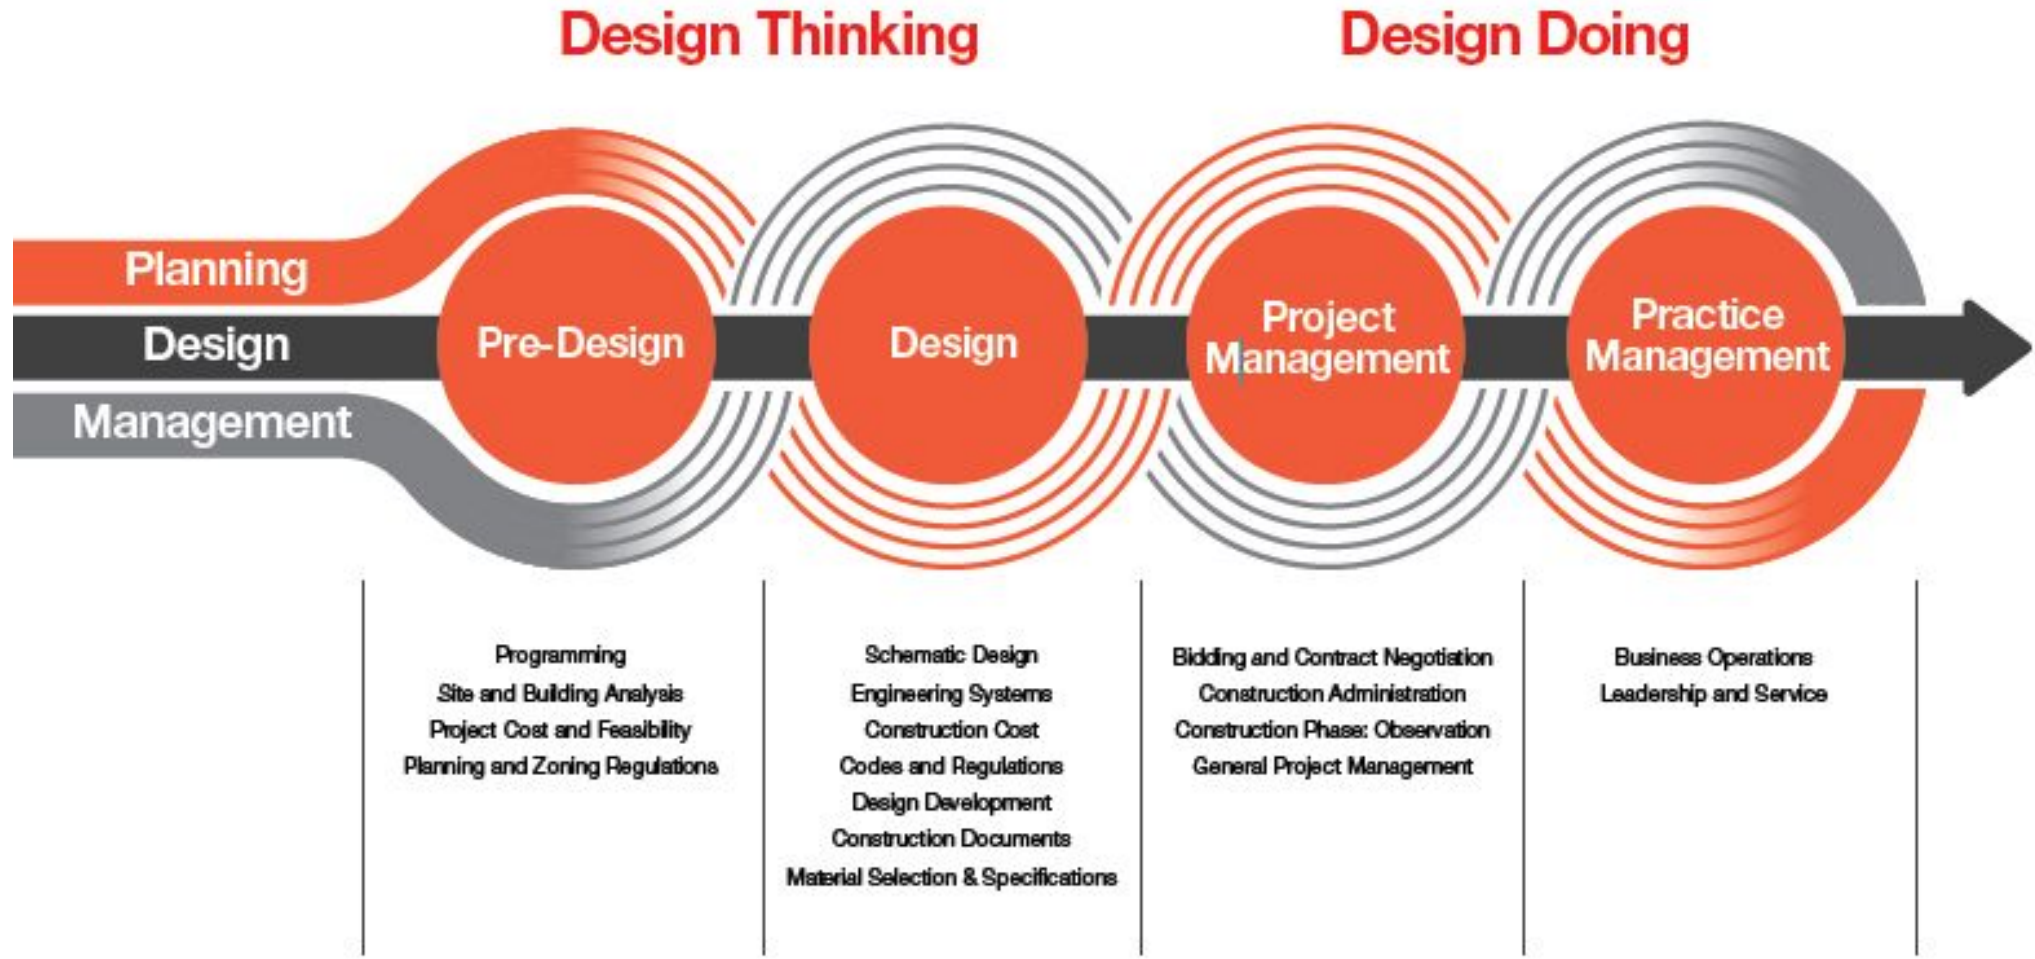 Design Thinking
Design Doing
Planning
Design
Management
Pre-Design
Design
Project
Management
Practice
Management
Programming
Site and Building Analysis
Project Cost and Feasibility
Planning and Zoning Regulations
Schematic Design
Engineering Systems
Construction Cost
Codes and Regulations
Design Development
Construction Documents
Material Selection & Specifications
Bidding and Contract Negotiation
Construction Administration
Construction Phase: Observation
General Project Management
Business Operations
Leadership and Service